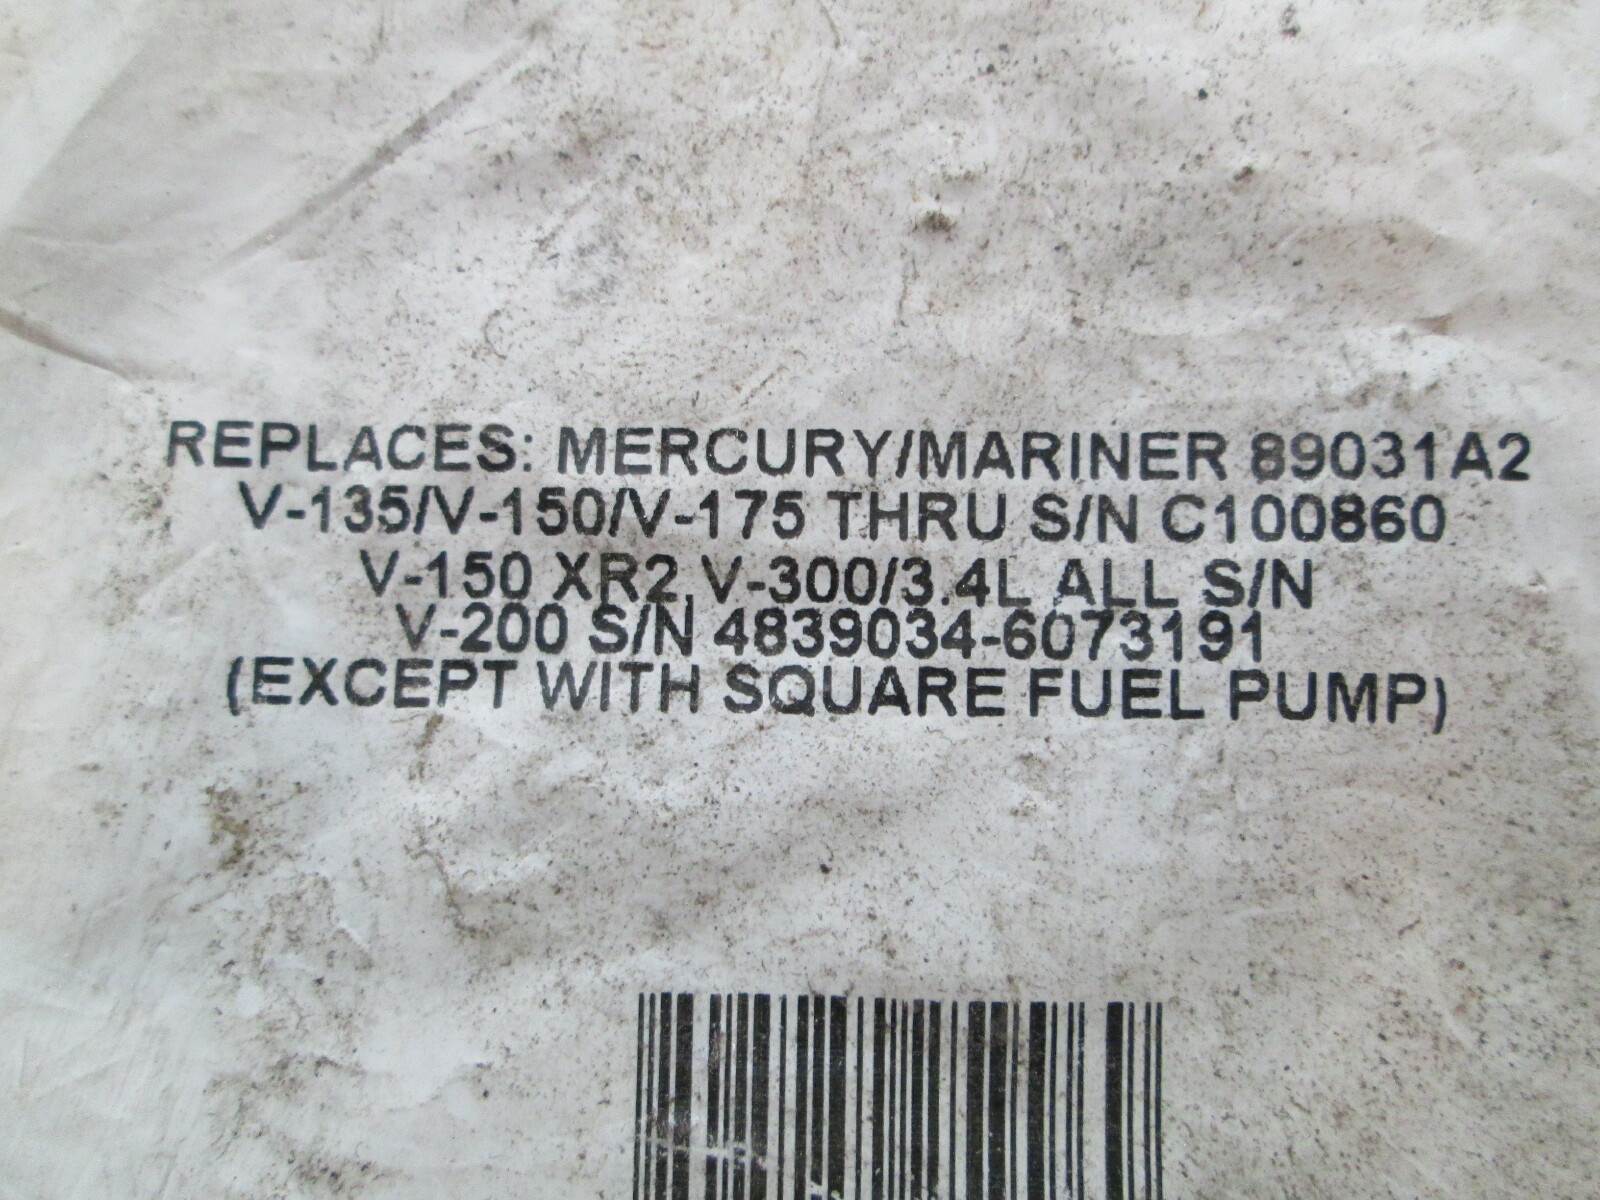 REPLACES: MERCURY/MARINER 89031A2
V-135/V-150/V-175 THRU S/N C100860
V-150 XR2, V-300/3.4L ALL S/N
V-200 S/N 4839034-6073191
(EXCEPT WITH SQUARE FUEL PUMP)